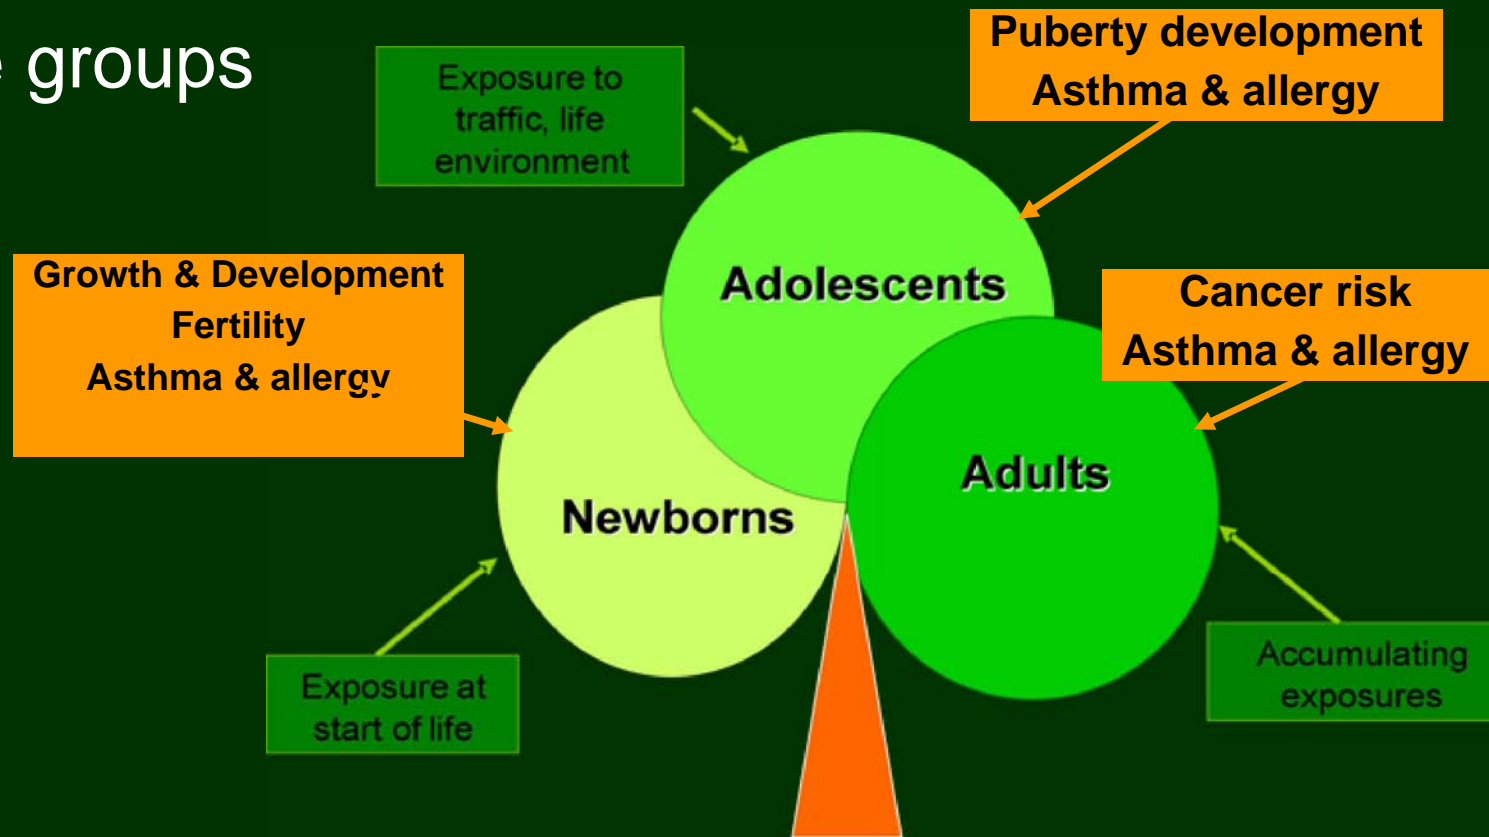 groups
Exposure to
traffic, life
environment
Puberty development
Asthma & allergy
Growth & Development
Fertility
Asthma & allergy
Adolescents
Cancer risk
Asthma & allergy
Newborns
Adults
Exposure at
start of life
Accumulating
exposures